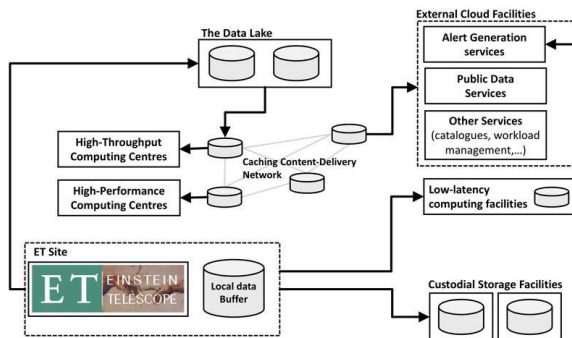 External Cloud Facilities
The Data Lake
Alert Generation
services
Public Data
Services
Other Services
(catalogues, workload
management,...)
High-Throughput
Computing Centres
Caching Content-Delivery
Network
High-Performance
Computing Centres
Low-latency
computing facilities
ET Site
ET
EINSTEIN
TELESCOPE
Local data
Buffer
Custodial Storage Facilities